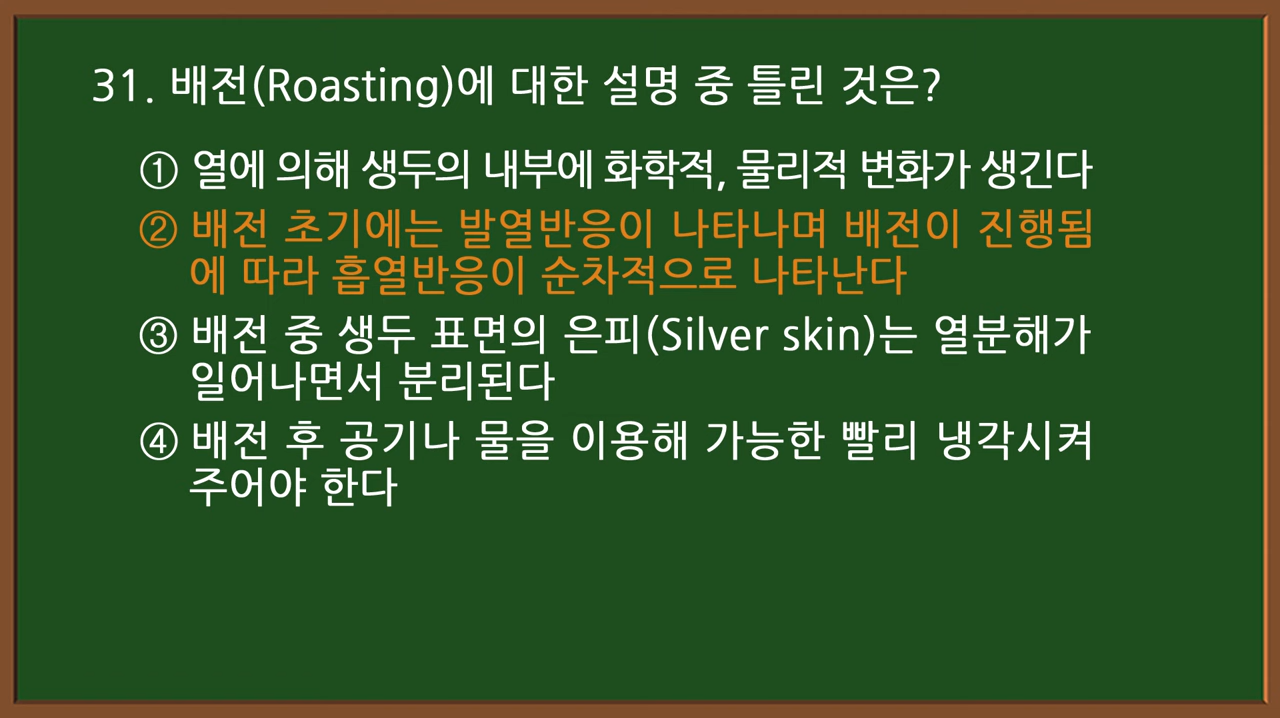 31. 배전(Roasting)에 대한 설명 중 틀린 것은?
① 열에 의해 생두의 내부에 화학적, 물리적 변화가 생긴다
② 배전 초기에는 발열반응이 나타나며 배전이 진행됨
에 따라 흡열반응이 순차적으로 나타난다
③ 배전 중 생두 표면의 은피(Silver skin)는 열분해가
일어나면서 분리된다
④ 배전 후 공기나 물을 이용해 가능한 빨리 냉각시켜
주어야 한다